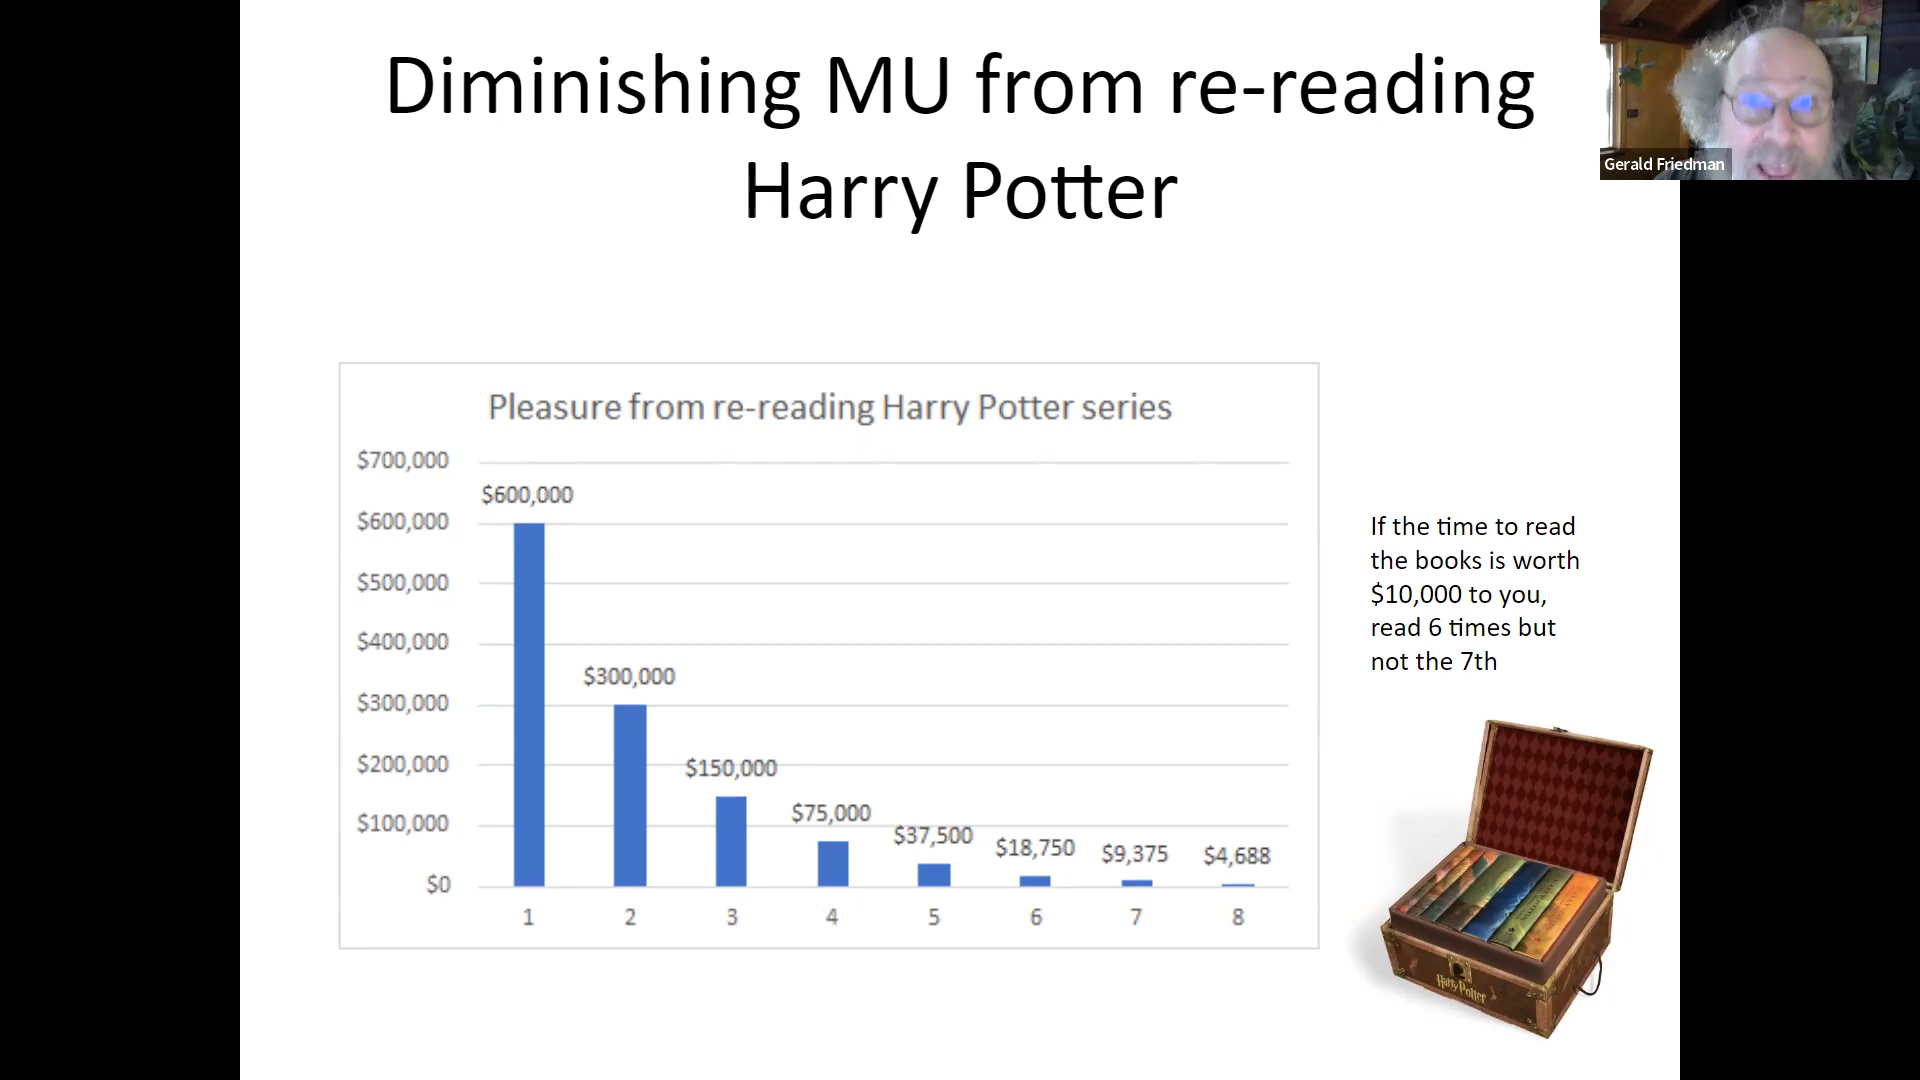 Diminishing MU from re-reading
Harry Potter
Gerald Friedman
Pleasure from re-reading Harry Potter series
$700,000
$600,000
$500,000
$400,000
$300,000
$200,000
$100,000
$0
$600,000
$300,000
$150,000
$75,000
$37,500
$18,750
$9,375
$4,688
1 2 3 4 5 6 7 8
If the time to read
the books is worth
$10,000 to you,
read 6 times but
not the 7th
Harry Potter